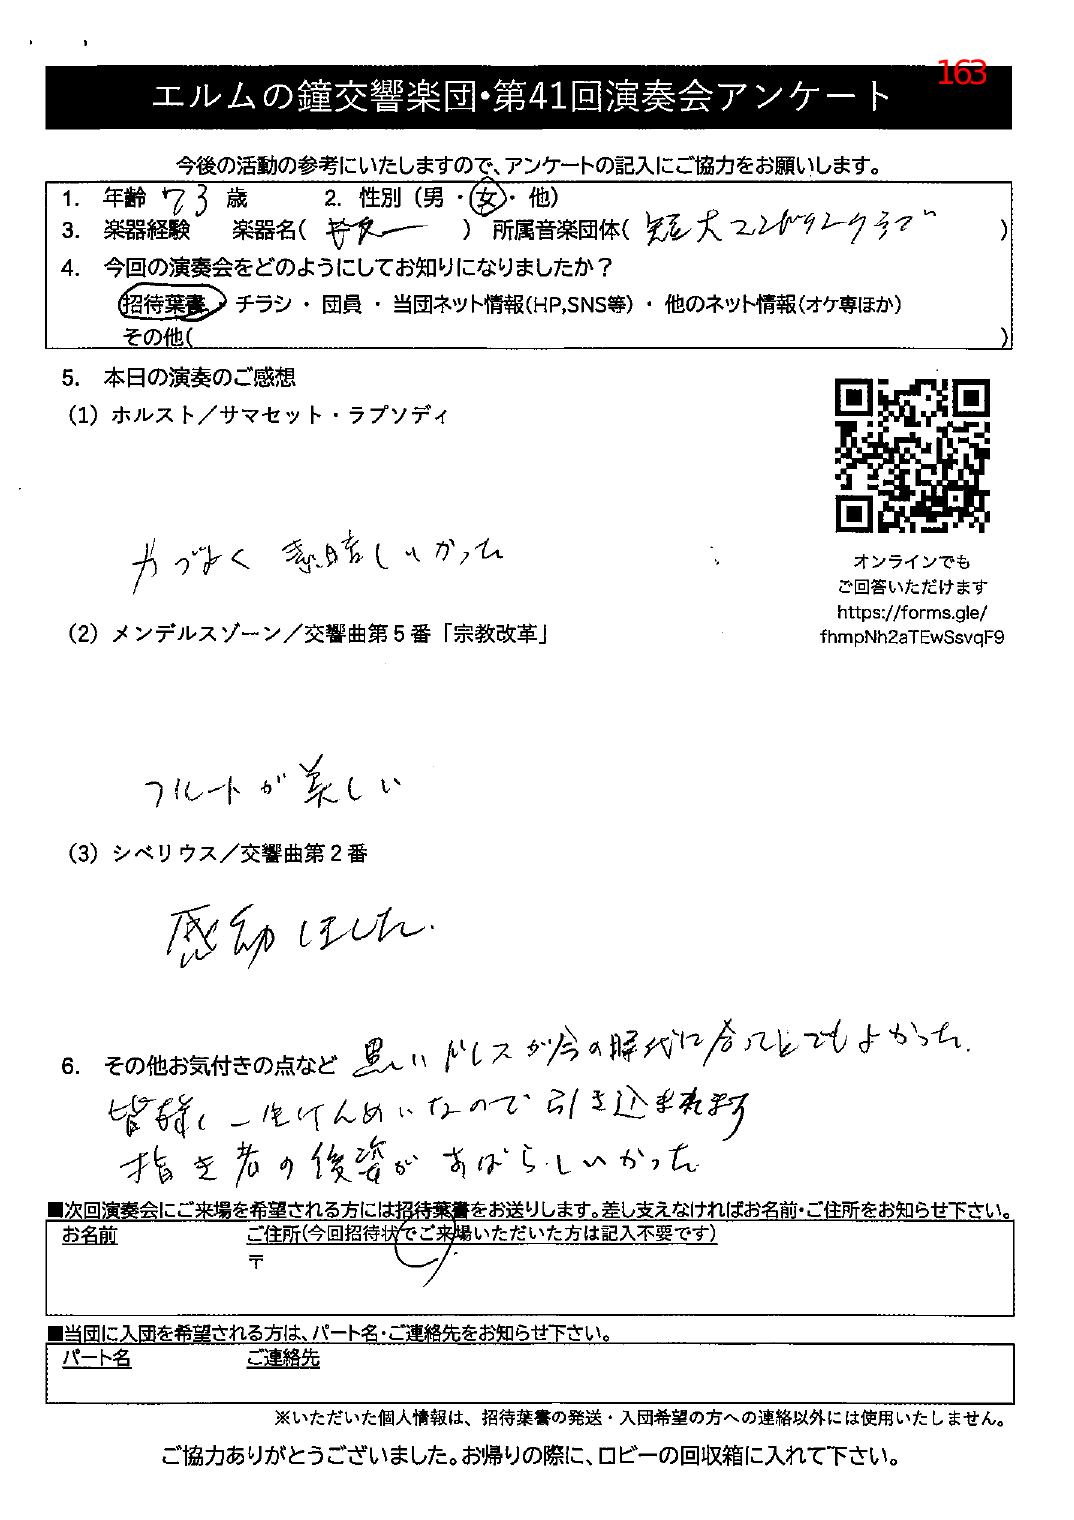 163
エルムの鐘交響楽団•第41回演奏会アンケート
今後の活動の参考にいたしますので、アンケートの記入にご協力をお願いします。
1. 年齢 73 歳 2. 性別 (男 ・ 女 ・ 他)
3. 楽器経験 楽器名( ) 所属音楽団体( 短大 )
4. 今回の演奏会をどのようにしてお知りになりましたか？
招待葉書 ・ チラシ ・ 団員 ・ 当団ネット情報(HP,SNS等) ・ 他のネット情報(オケ専ほか)
その他( )
5. 本日の演奏のご感想
(1) ホルスト／サマセット・ラプソディ
力づよく 素晴しいかった
オンラインでも
ご回答いただけます
https://forms.gle/
fhmpNh2aTEwSsvqF9
(2) メンデルスゾーン／交響曲第5番「宗教改革」
フルートが美しい
(3) シベリウス／交響曲第2番
感動しました.
6. その他お気付きの点など 黒いドレスが今の時代に合ってとてもよかった.
皆様 一生けんめいなので引き込まれます
指き者の後姿がすばらしいかった
■次回演奏会にご来場を希望される方には招待葉書をお送りします。差し支えなければお名前・ご住所をお知らせ下さい。
お名前 ご住所(今回招待状でご来場いただいた方は記入不要です)
〒
■当団に入団を希望される方は、パート名・ご連絡先をお知らせ下さい。
パート名 ご連絡先
※いただいた個人情報は、招待葉書の発送・入団希望の方への連絡以外には使用いたしません。
ご協力ありがとうございました。お帰りの際に、ロビーの回収箱に入れて下さい。